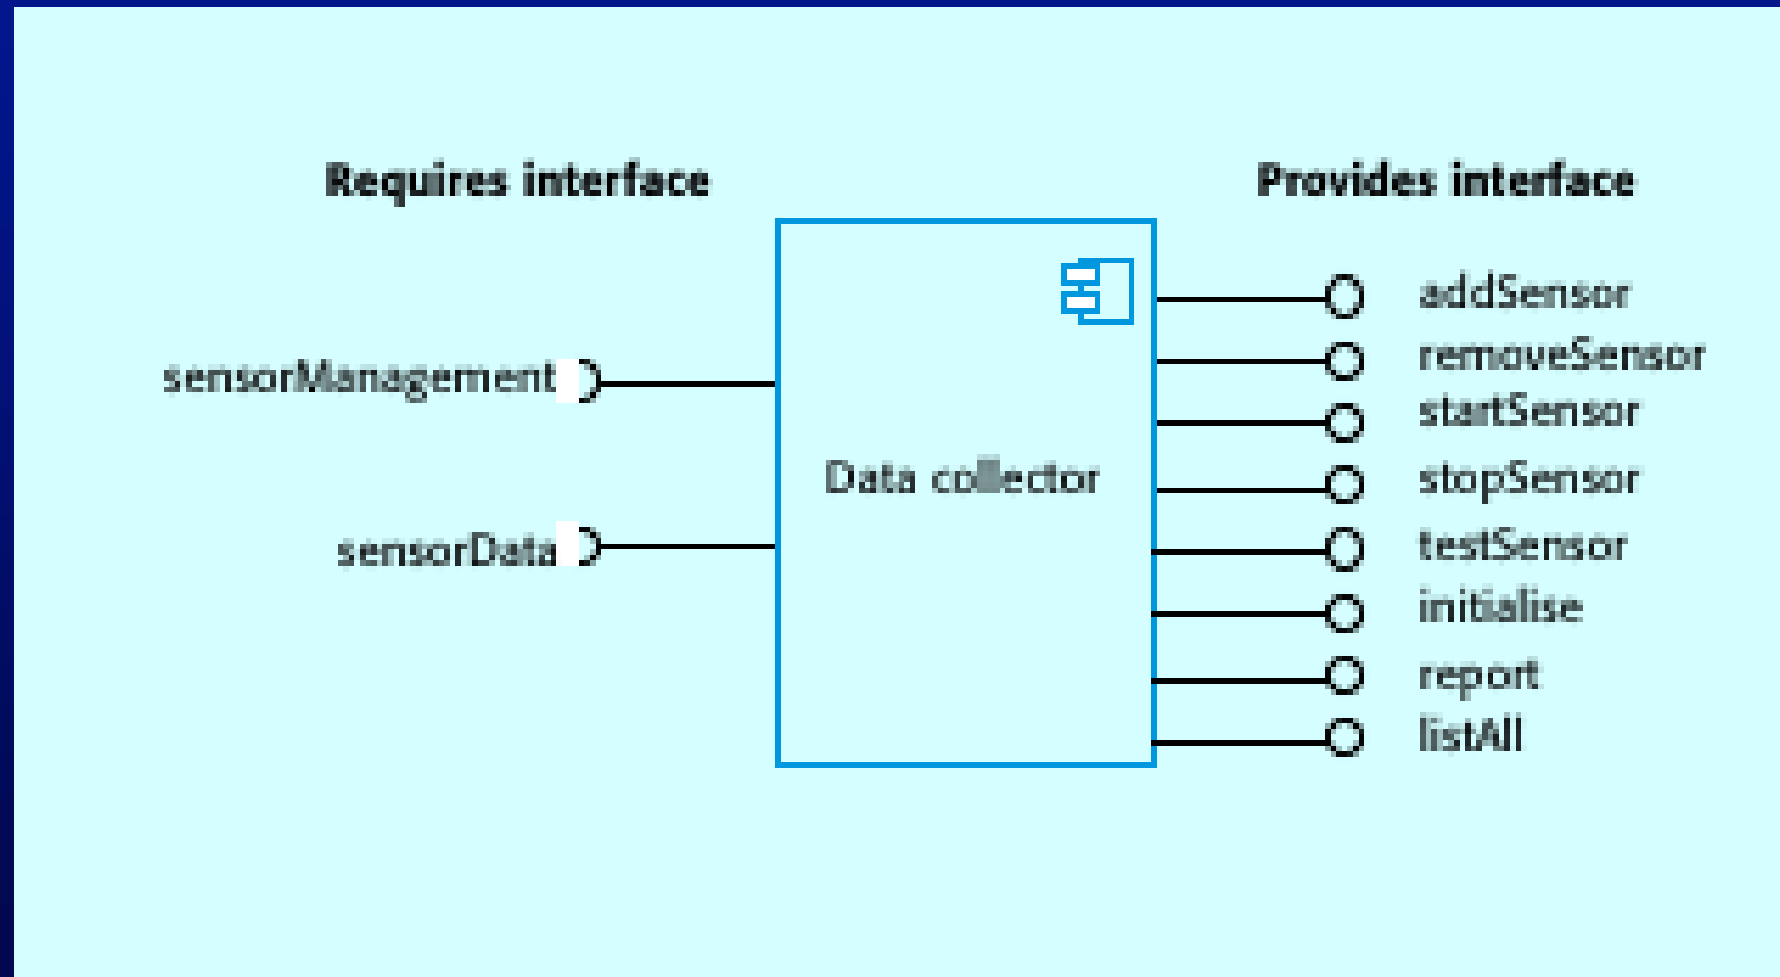 Requires interface
Provides interface
addSensor
removeSensor
sensorManagement
startSensor
Data collector
stopSensor
sensorData
testSensor
initialise
report
listAll